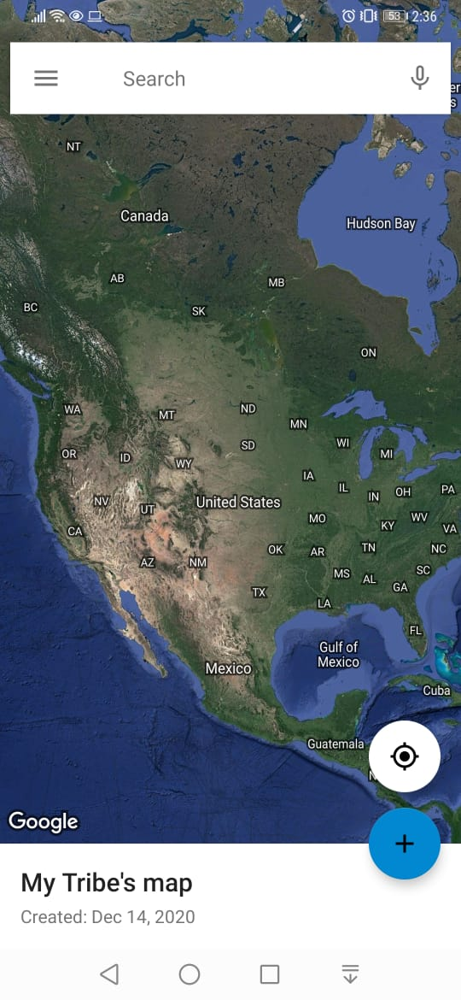 53 2:36
Search
NT
Canada
Hudson Bay
AB
MB
BC
SK
ON
WA
MT
ND
MN
OR
ID
SD
WI
MI
WY
IA
NV
UT
United States
IL
IN
OH
PA
CA
MO
KY
WV
VA
AZ
NM
OK
AR
TN
NC
TX
MS
AL
SC
GA
LA
FL
Gulf of
Mexico
Mexico
Cuba
Guatemala
Google
My Tribe's map
Created: Dec 14, 2020